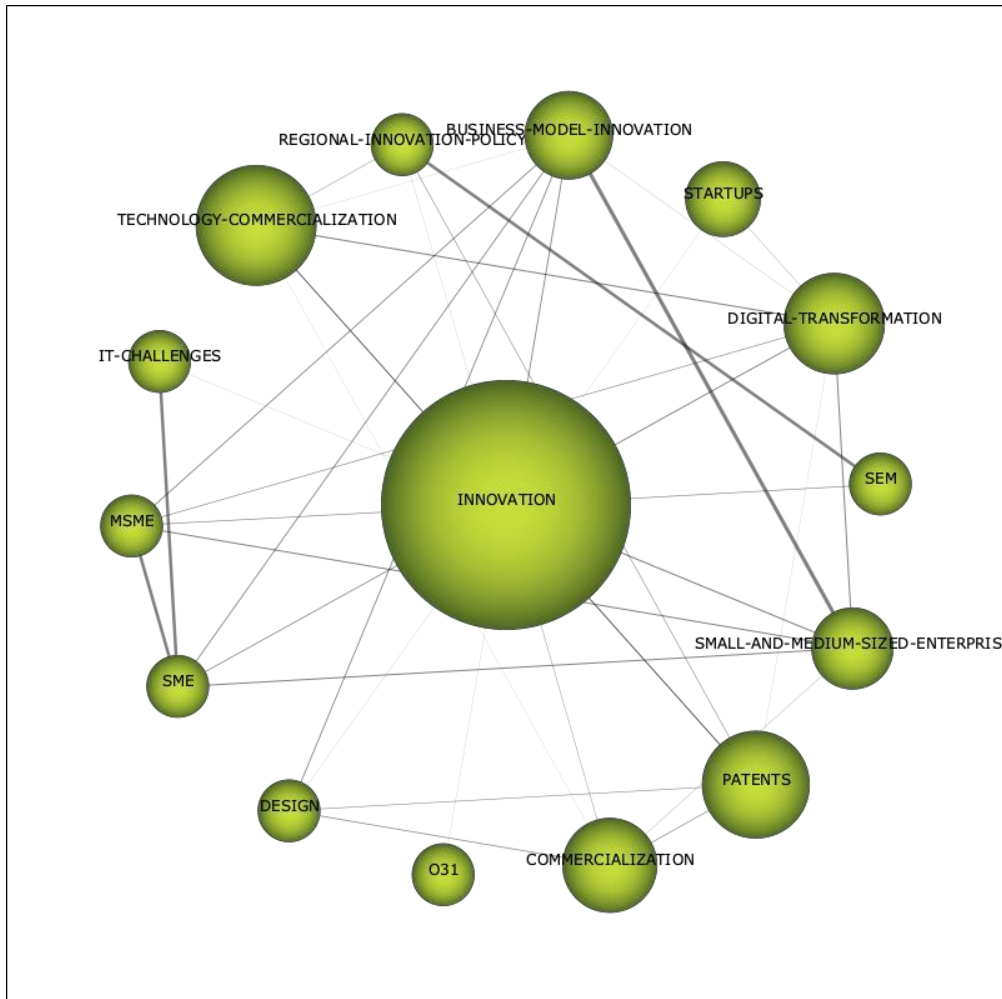 BUSINESS-MODEL-INNOVATION
REGIONAL-INNOVATION-POLICY
STARTUPS
TECHNOLOGY-COMMERCIALIZATION
DIGITAL-TRANSFORMATION
IT-CHALLENGES
SEM
INNOVATION
MSME
SMALL-AND-MEDIUM-SIZED-ENTERPRIS
SME
PATENTS
DESIGN
COMMERCIALIZATION
O31